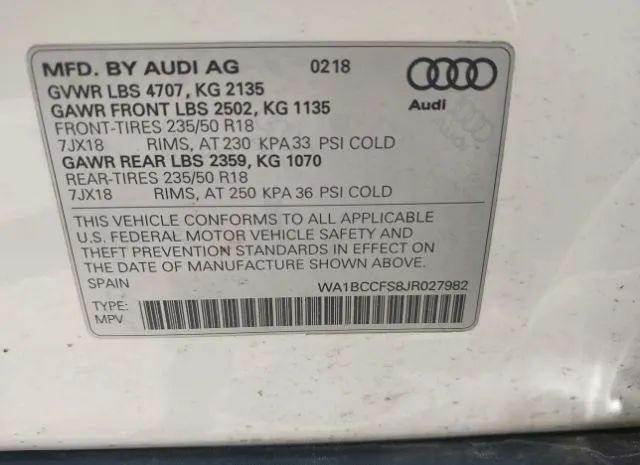 MFD. BY AUDI AG 0218
GVWR LBS 4707, KG 2135
GAWR FRONT LBS 2502, KG 1135
Audi
FRONT-TIRES 235/50 R18
7JX18 RIMS, AT 230 KPA 33 PSI COLD
GAWR REAR LBS 2359, KG 1070
REAR-TIRES 235/50 R18
7JX18 RIMS, AT 250 KPA 36 PSI COLD
THIS VEHICLE CONFORMS TO ALL APPLICABLE
U.S. FEDERAL MOTOR VEHICLE SAFETY AND
THEFT PREVENTION STANDARDS IN EFFECT ON
THE DATE OF MANUFACTURE SHOWN ABOVE.
SPAIN WA1BCCFS8JR027982
TYPE:
MPV